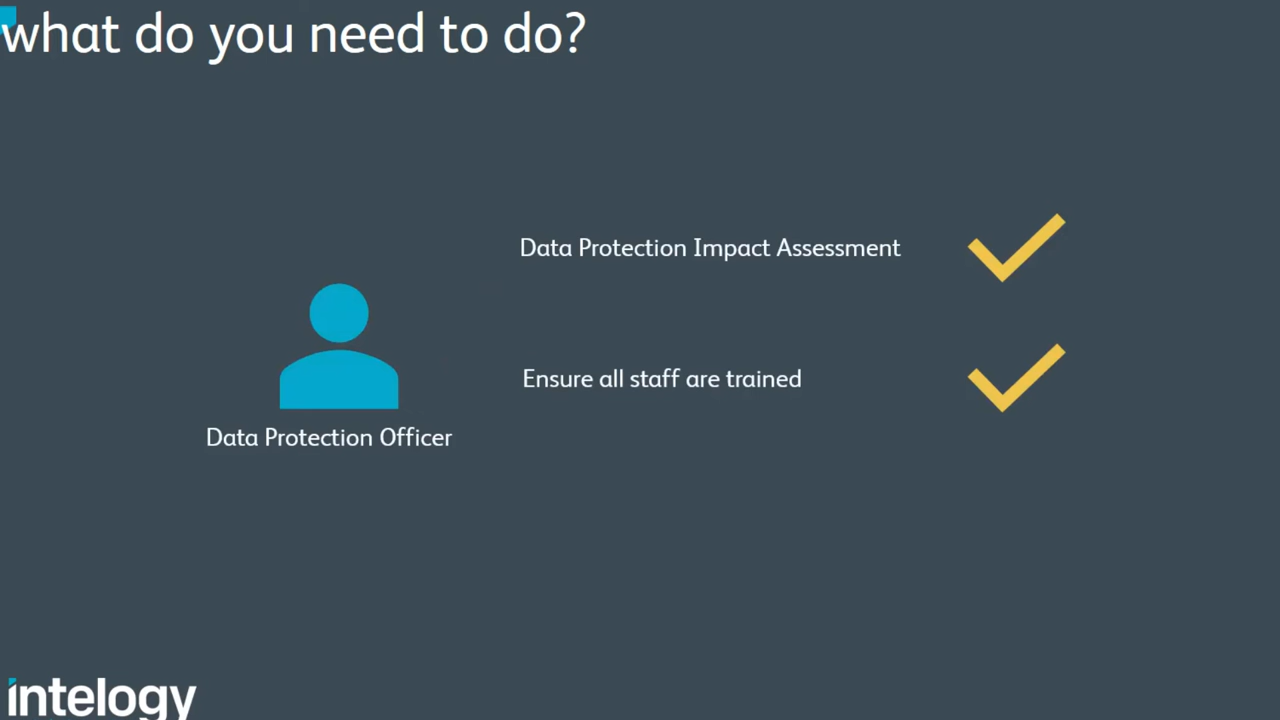 what do you need to do?
Data Protection Impact Assessment
Ensure all staff are trained
Data Protection Officer
intelogy